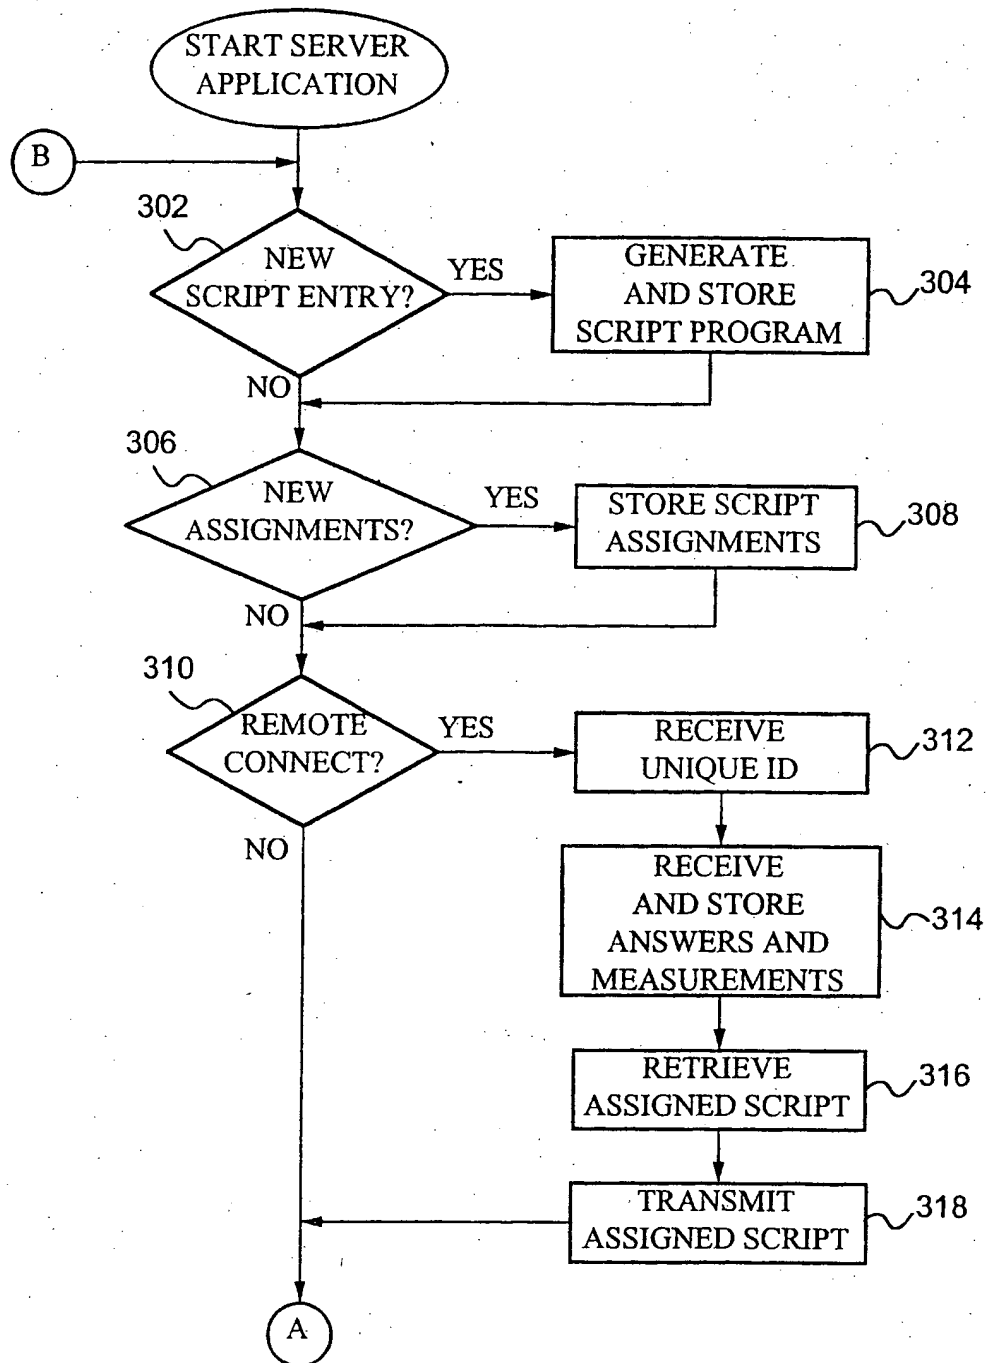 START SERVER
APPLICATION
B
302
NEW
SCRIPT ENTRY?
YES
GENERATE
AND STORE
SCRIPT PROGRAM
304
NO
306
NEW
ASSIGNMENTS?
YES
STORE SCRIPT
ASSIGNMENTS
308
NO
310
REMOTE
CONNECT?
YES
RECEIVE
UNIQUE ID
312
NO
RECEIVE
AND STORE
ANSWERS AND
MEASUREMENTS
314
RETRIEVE
ASSIGNED SCRIPT
316
TRANSMIT
ASSIGNED SCRIPT
318
A